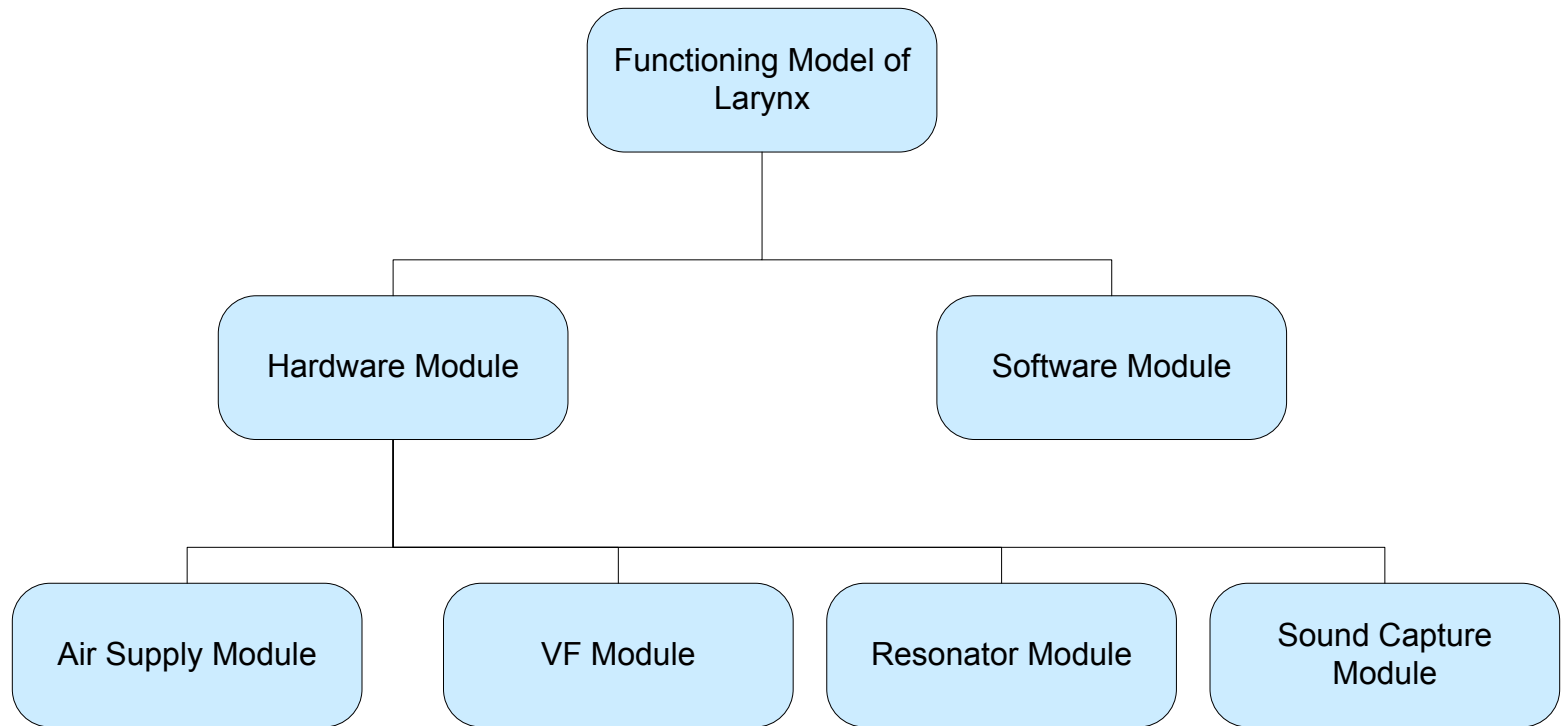 Functioning Model of
Larynx
Hardware Module
Software Module
Air Supply Module
VF Module
Resonator Module
Sound Capture
Module